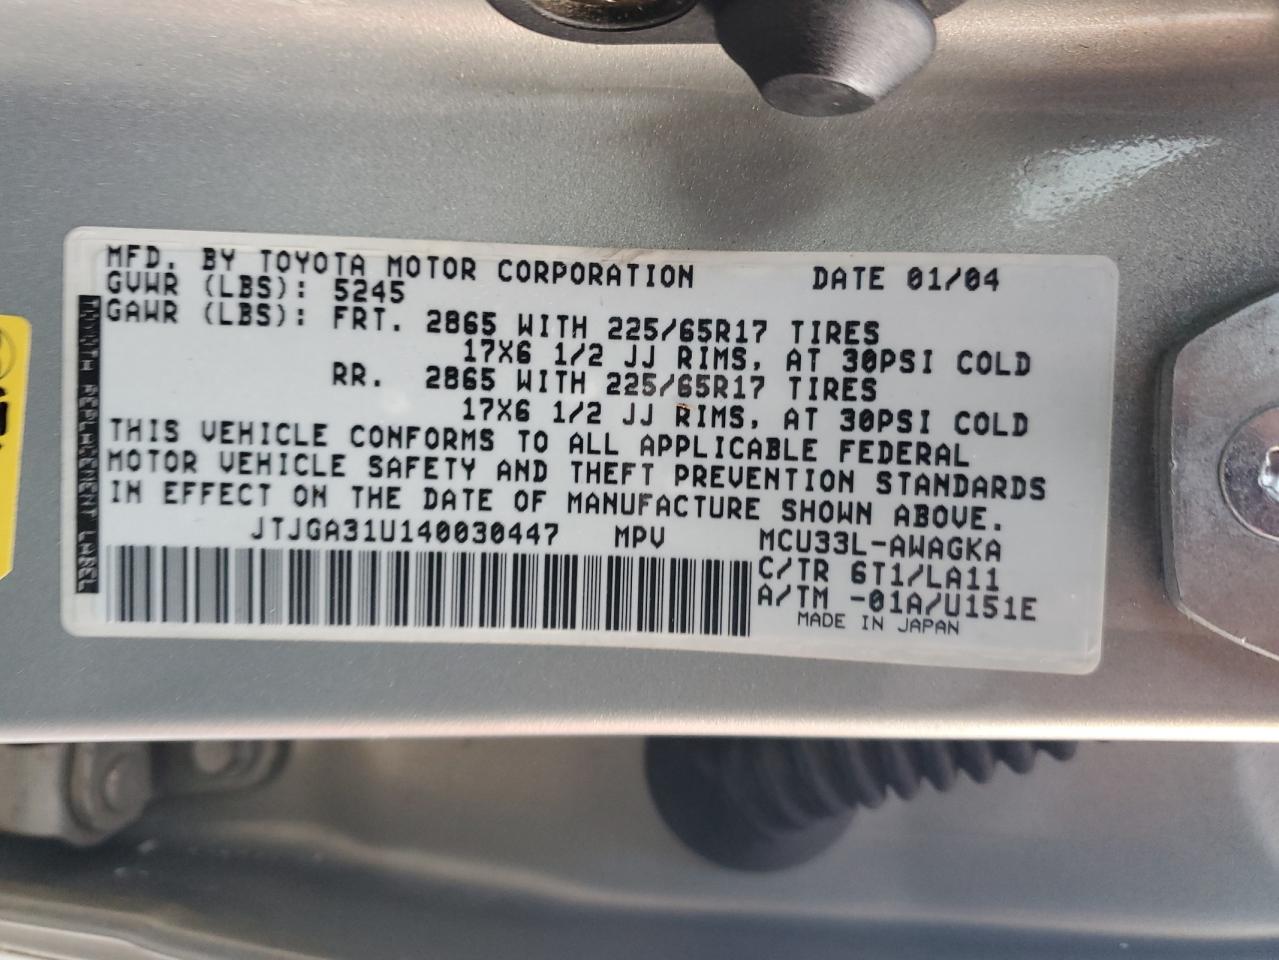 MFD. BY TOYOTA MOTOR CORPORATION DATE 01/04
GVWR (LBS): 5245
GAWR (LBS): FRT. 2865 WITH 225/65R17 TIRES
17X6 1/2 JJ RIMS, AT 30PSI COLD
RR. 2865 WITH 225/65R17 TIRES
17X6 1/2 JJ RIMS, AT 30PSI COLD
THIS VEHICLE CONFORMS TO ALL APPLICABLE FEDERAL
MOTOR VEHICLE SAFETY AND THEFT PREVENTION STANDARDS
IN EFFECT ON THE DATE OF MANUFACTURE SHOWN ABOVE.
JTJGA31U140030447 MPV MCU33L-AWAGKA
C/TR 6T1/LA11
A/TM -01A/U151E
MADE IN JAPAN
TOYOTA REPLACEMENT LABEL